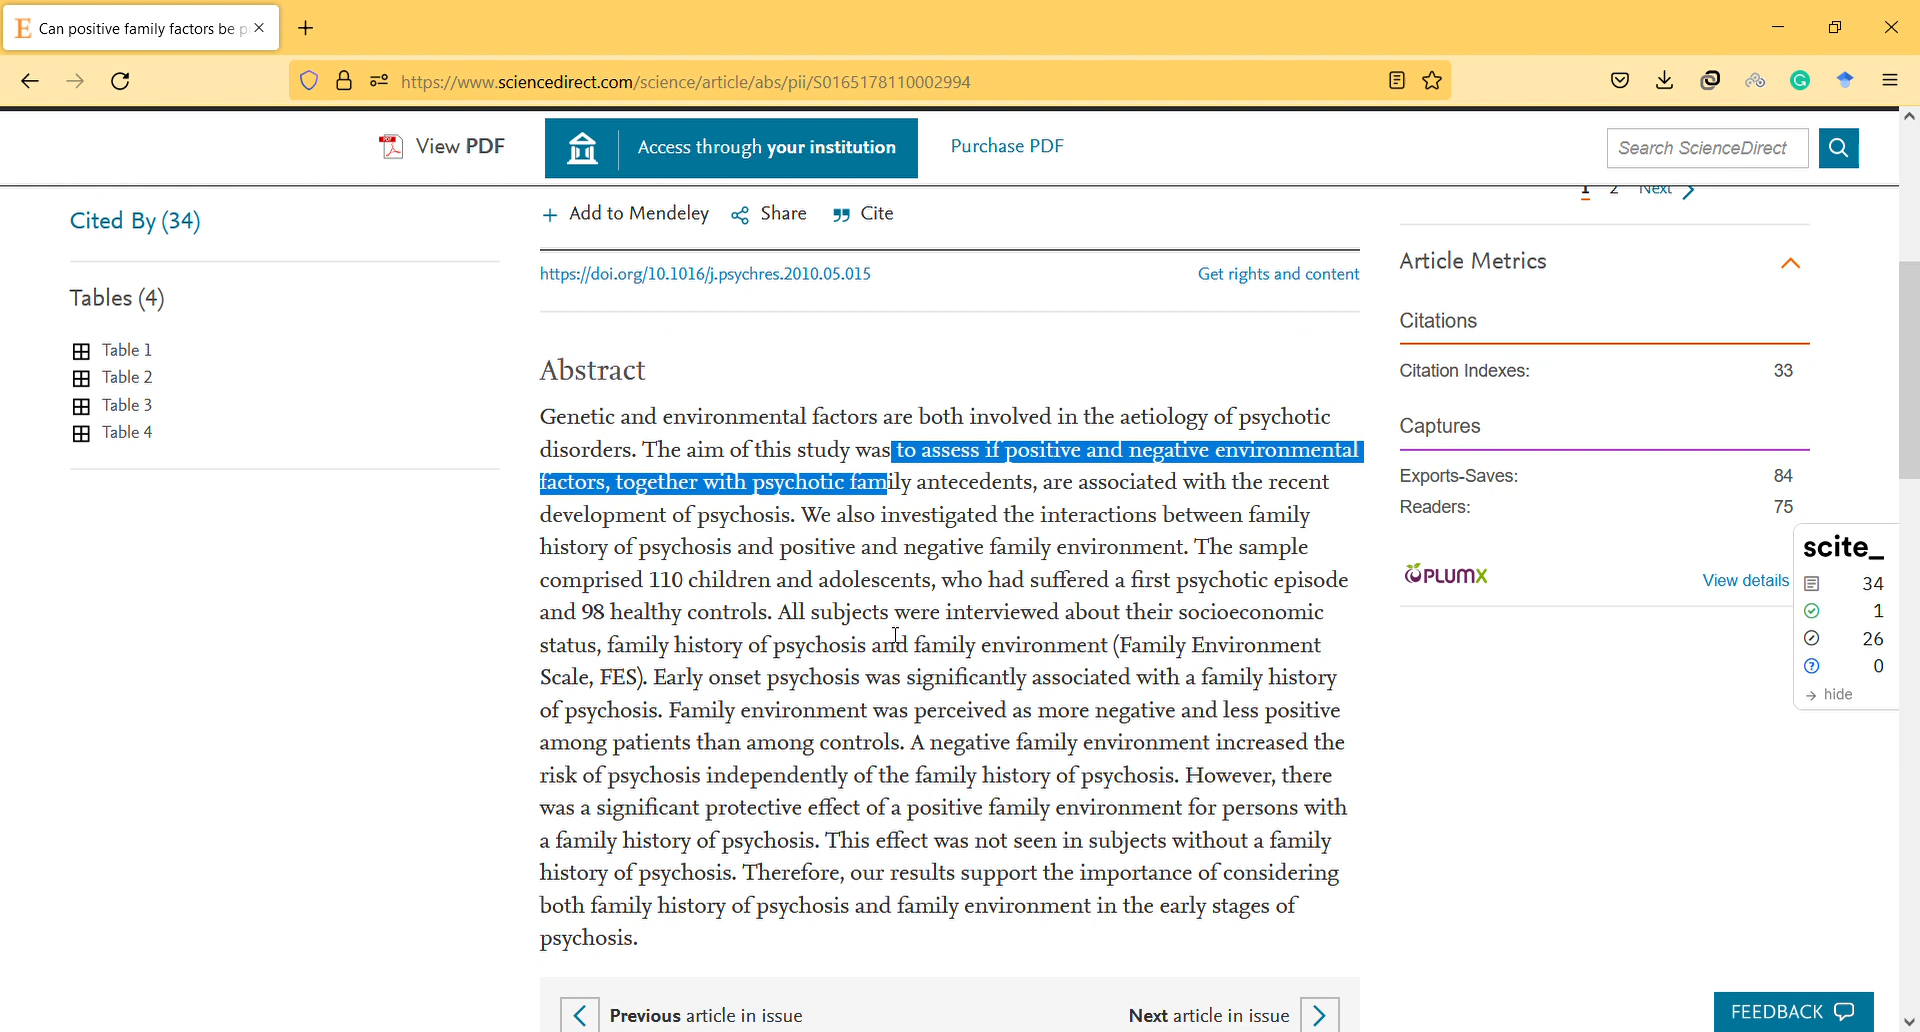 Can positive family factors be p
https://www.sciencedirect.com/science/article/abs/pii/S0165178110002994
View PDF
Access through your institution
Purchase PDF
Search ScienceDirect
1 2 Next
Cited By (34)
Add to Mendeley Share Cite
https://doi.org/10.1016/j.psychres.2010.05.015
Get rights and content
Tables (4)
Table 1
Table 2
Table 3
Table 4
Abstract
Genetic and environmental factors are both involved in the aetiology of psychotic
disorders. The aim of this study was to assess if positive and negative environmental
factors, together with psychotic family antecedents, are associated with the recent
development of psychosis. We also investigated the interactions between family
history of psychosis and positive and negative family environment. The sample
comprised 110 children and adolescents, who had suffered a first psychotic episode
and 98 healthy controls. All subjects were interviewed about their socioeconomic
status, family history of psychosis and family environment (Family Environment
Scale, FES). Early onset psychosis was significantly associated with a family history
of psychosis. Family environment was perceived as more negative and less positive
among patients than among controls. A negative family environment increased the
risk of psychosis independently of the family history of psychosis. However, there
was a significant protective effect of a positive family environment for persons with
a family history of psychosis. This effect was not seen in subjects without a family
history of psychosis. Therefore, our results support the importance of considering
both family history of psychosis and family environment in the early stages of
psychosis.
Previous article in issue
Next article in issue
Article Metrics
Citations
Citation Indexes: 33
Captures
Exports-Saves: 84
Readers: 75
PLUMX
View details
scite_
34
1
26
0
hide
FEEDBACK